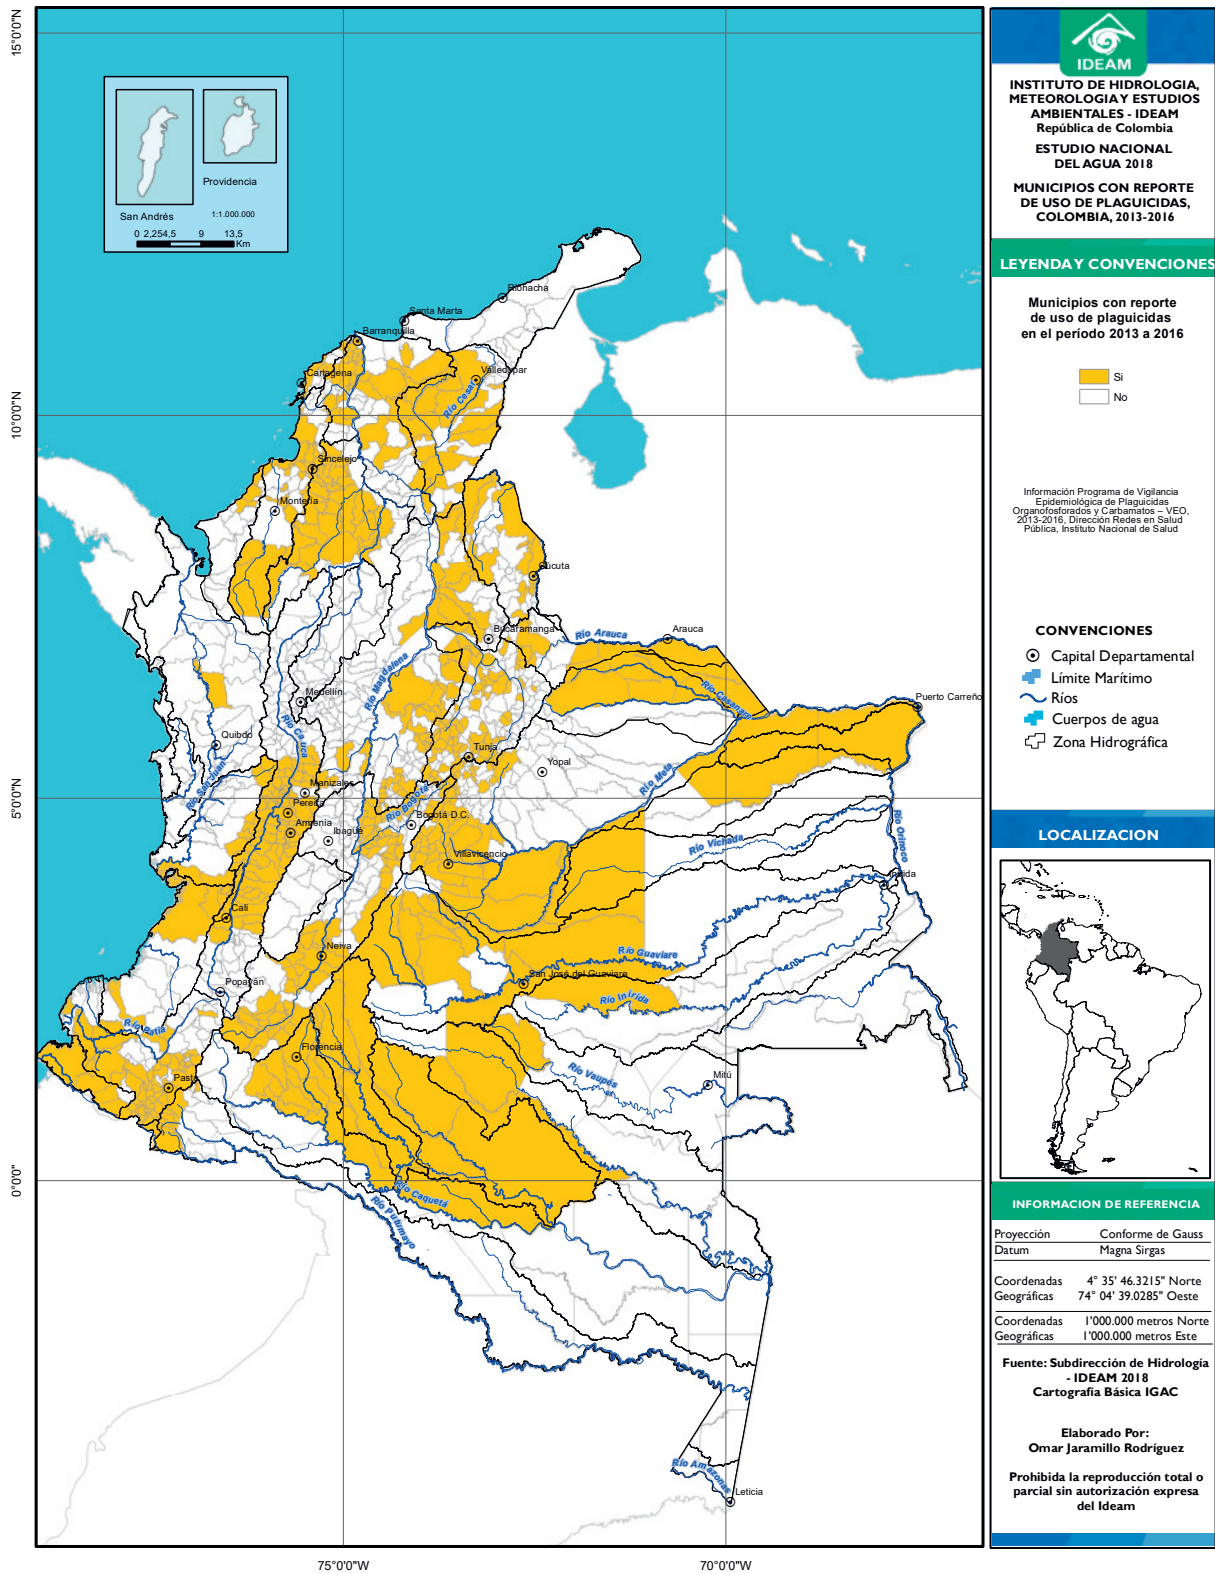 15°0'0"N
10°0'0"N
5°0'0"N
0°0'0"
75°0'0"W
70°0'0"W
San Andrés
Providencia
1:1.000.000
0 2,254,5 9 13,5
Km
Riohacha
Santa Marta
Barranquilla
Cartagena
Valledupar
Río Cesar
Sincelejo
Montería
Cúcuta
Bucaramanga
Río Arauca
Arauca
Río Magdalena
Medellín
Río Casanare
Puerto Carreño
Río Cauca
Quibdo
Tunja
Yopal
Río Meta
Río San Juan
Manizales
Pereira
Armenia
Ibagué
Río Bogotá
Bogotá D.C.
Río Orinoco
Villavicencio
Río Vichada
Inírida
Cali
Neiva
Río Guaviare
San José del Guaviare
Río Inírida
Popayán
Río Patía
Florencia
Pasto
Río Vaupés
Mitú
Río Caquetá
Río Putumayo
Río Amazonas
Leticia
IDEAM
INSTITUTO DE HIDROLOGIA,
METEOROLOGIA Y ESTUDIOS
AMBIENTALES - IDEAM
República de Colombia
ESTUDIO NACIONAL
DEL AGUA 2018
MUNICIPIOS CON REPORTE
DE USO DE PLAGUICIDAS,
COLOMBIA, 2013-2016
LEYENDA Y CONVENCIONES
Municipios con reporte
de uso de plaguicidas
en el período 2013 a 2016
Si
No
Información Programa de Vigilancia
Epidemiológica de Plaguicidas
Organofosforados y Carbamatos – VEO,
2013-2016, Dirección Redes en Salud
Pública, Instituto Nacional de Salud
CONVENCIONES
Capital Departamental
Límite Marítimo
Ríos
Cuerpos de agua
Zona Hidrográfica
LOCALIZACION
INFORMACION DE REFERENCIA
Proyección Conforme de Gauss
Datum Magna Sirgas
Coordenadas 4° 35' 46.3215" Norte
Geográficas 74° 04' 39.0285" Oeste
Coordenadas 1'000.000 metros Norte
Geográficas 1'000.000 metros Este
Fuente: Subdirección de Hidrología
- IDEAM 2018
Cartografía Básica IGAC
Elaborado Por:
Omar Jaramillo Rodríguez
Prohibida la reproducción total o
parcial sin autorización expresa
del Ideam